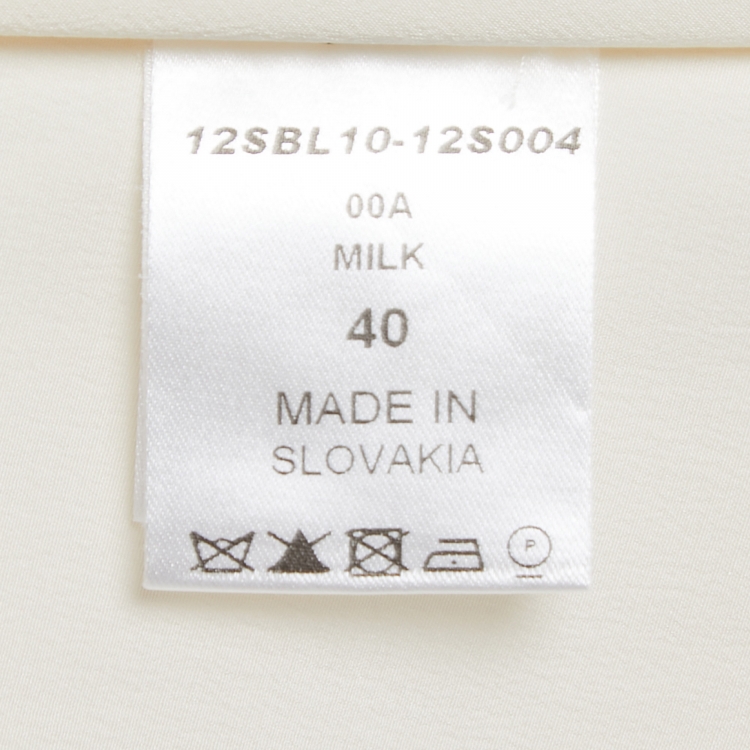 12SBL10-12S004
00A
MILK
40
MADE IN
SLOVAKIA
P